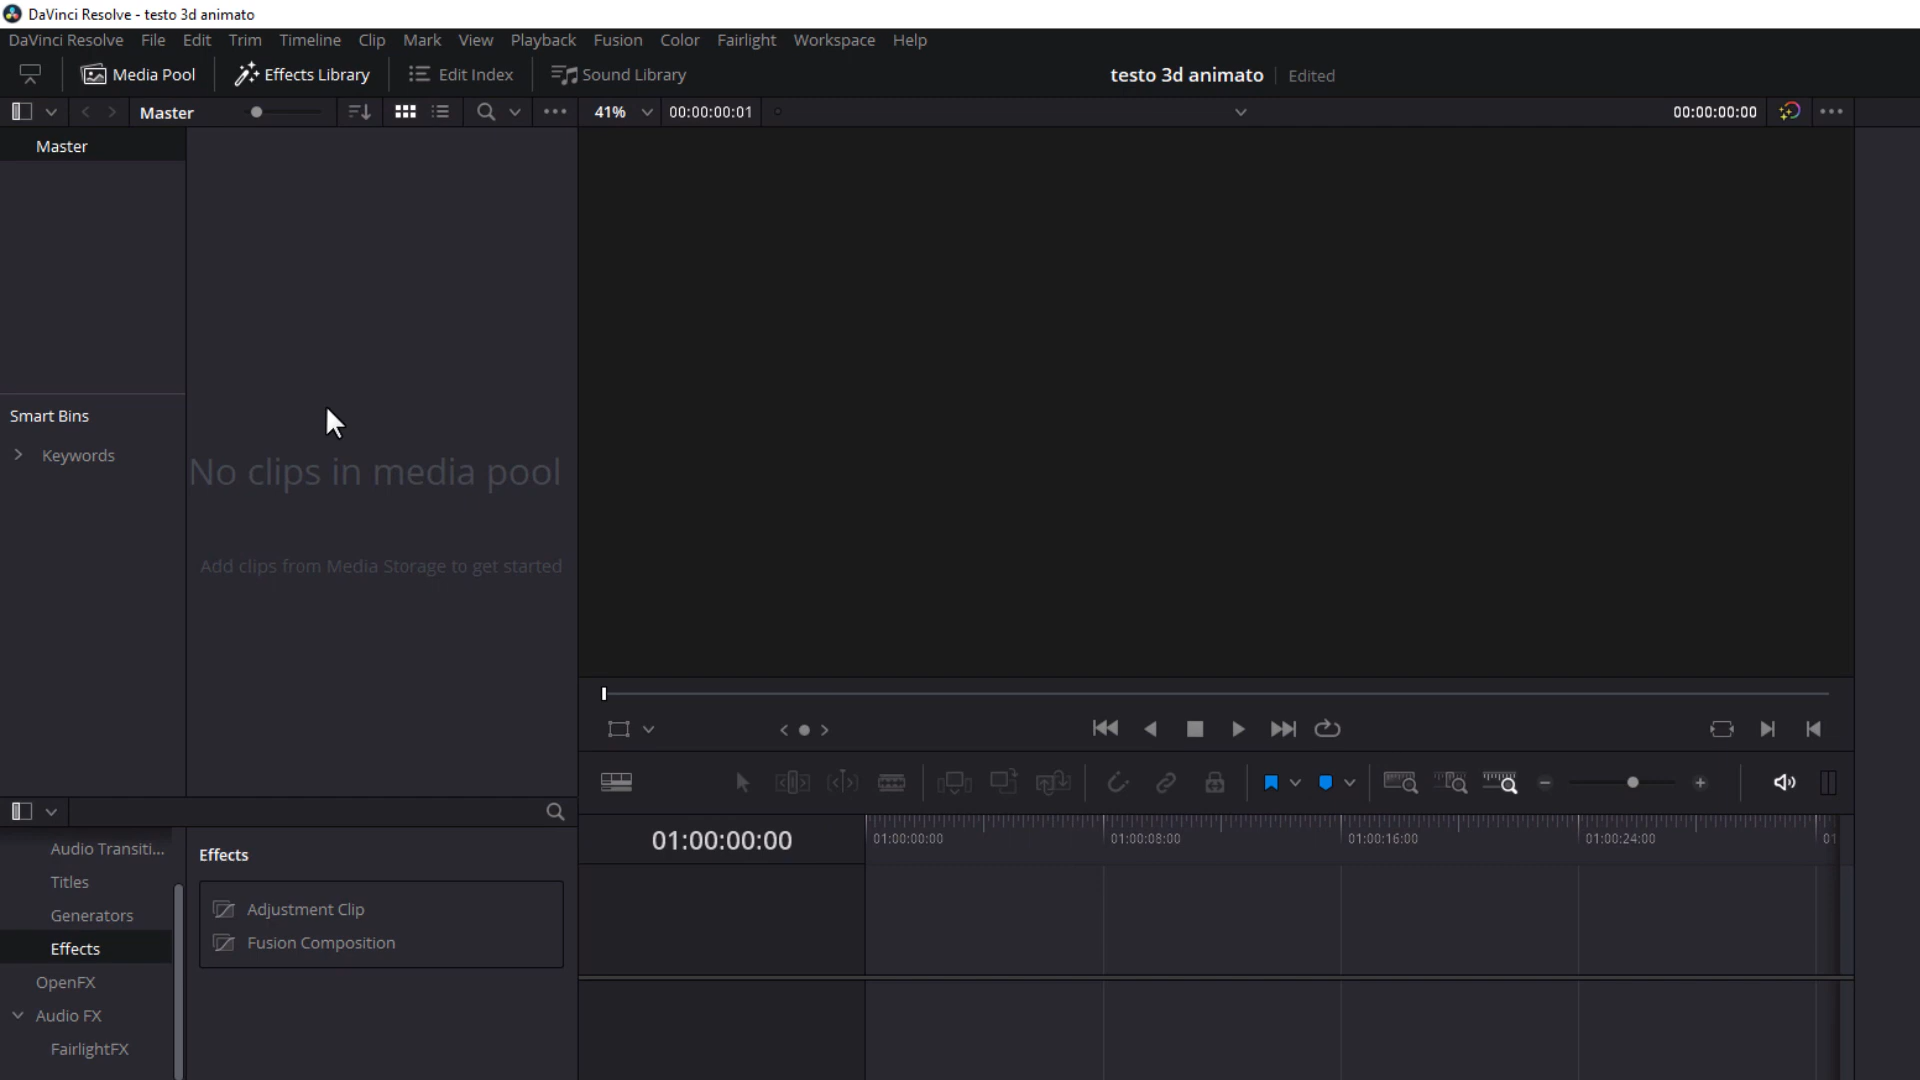 DaVinci Resolve - testo 3d animato
DaVinci Resolve File Edit Trim Timeline Clip Mark View Playback Fusion Color Fairlight Workspace Help
Media Pool Effects Library Edit Index Sound Library testo 3d animato Edited
Master 41% 00:00:00:01 00:00:00:00
Master
Smart Bins
Keywords
No clips in media pool
Add clips from Media Storage to get started
01:00:00:00 01:00:00:00 01:00:08:00 01:00:16:00 01:00:24:00 01
Audio Transiti...
Titles
Generators
Effects
OpenFX
Audio FX
FairlightFX
Effects
Adjustment Clip
Fusion Composition